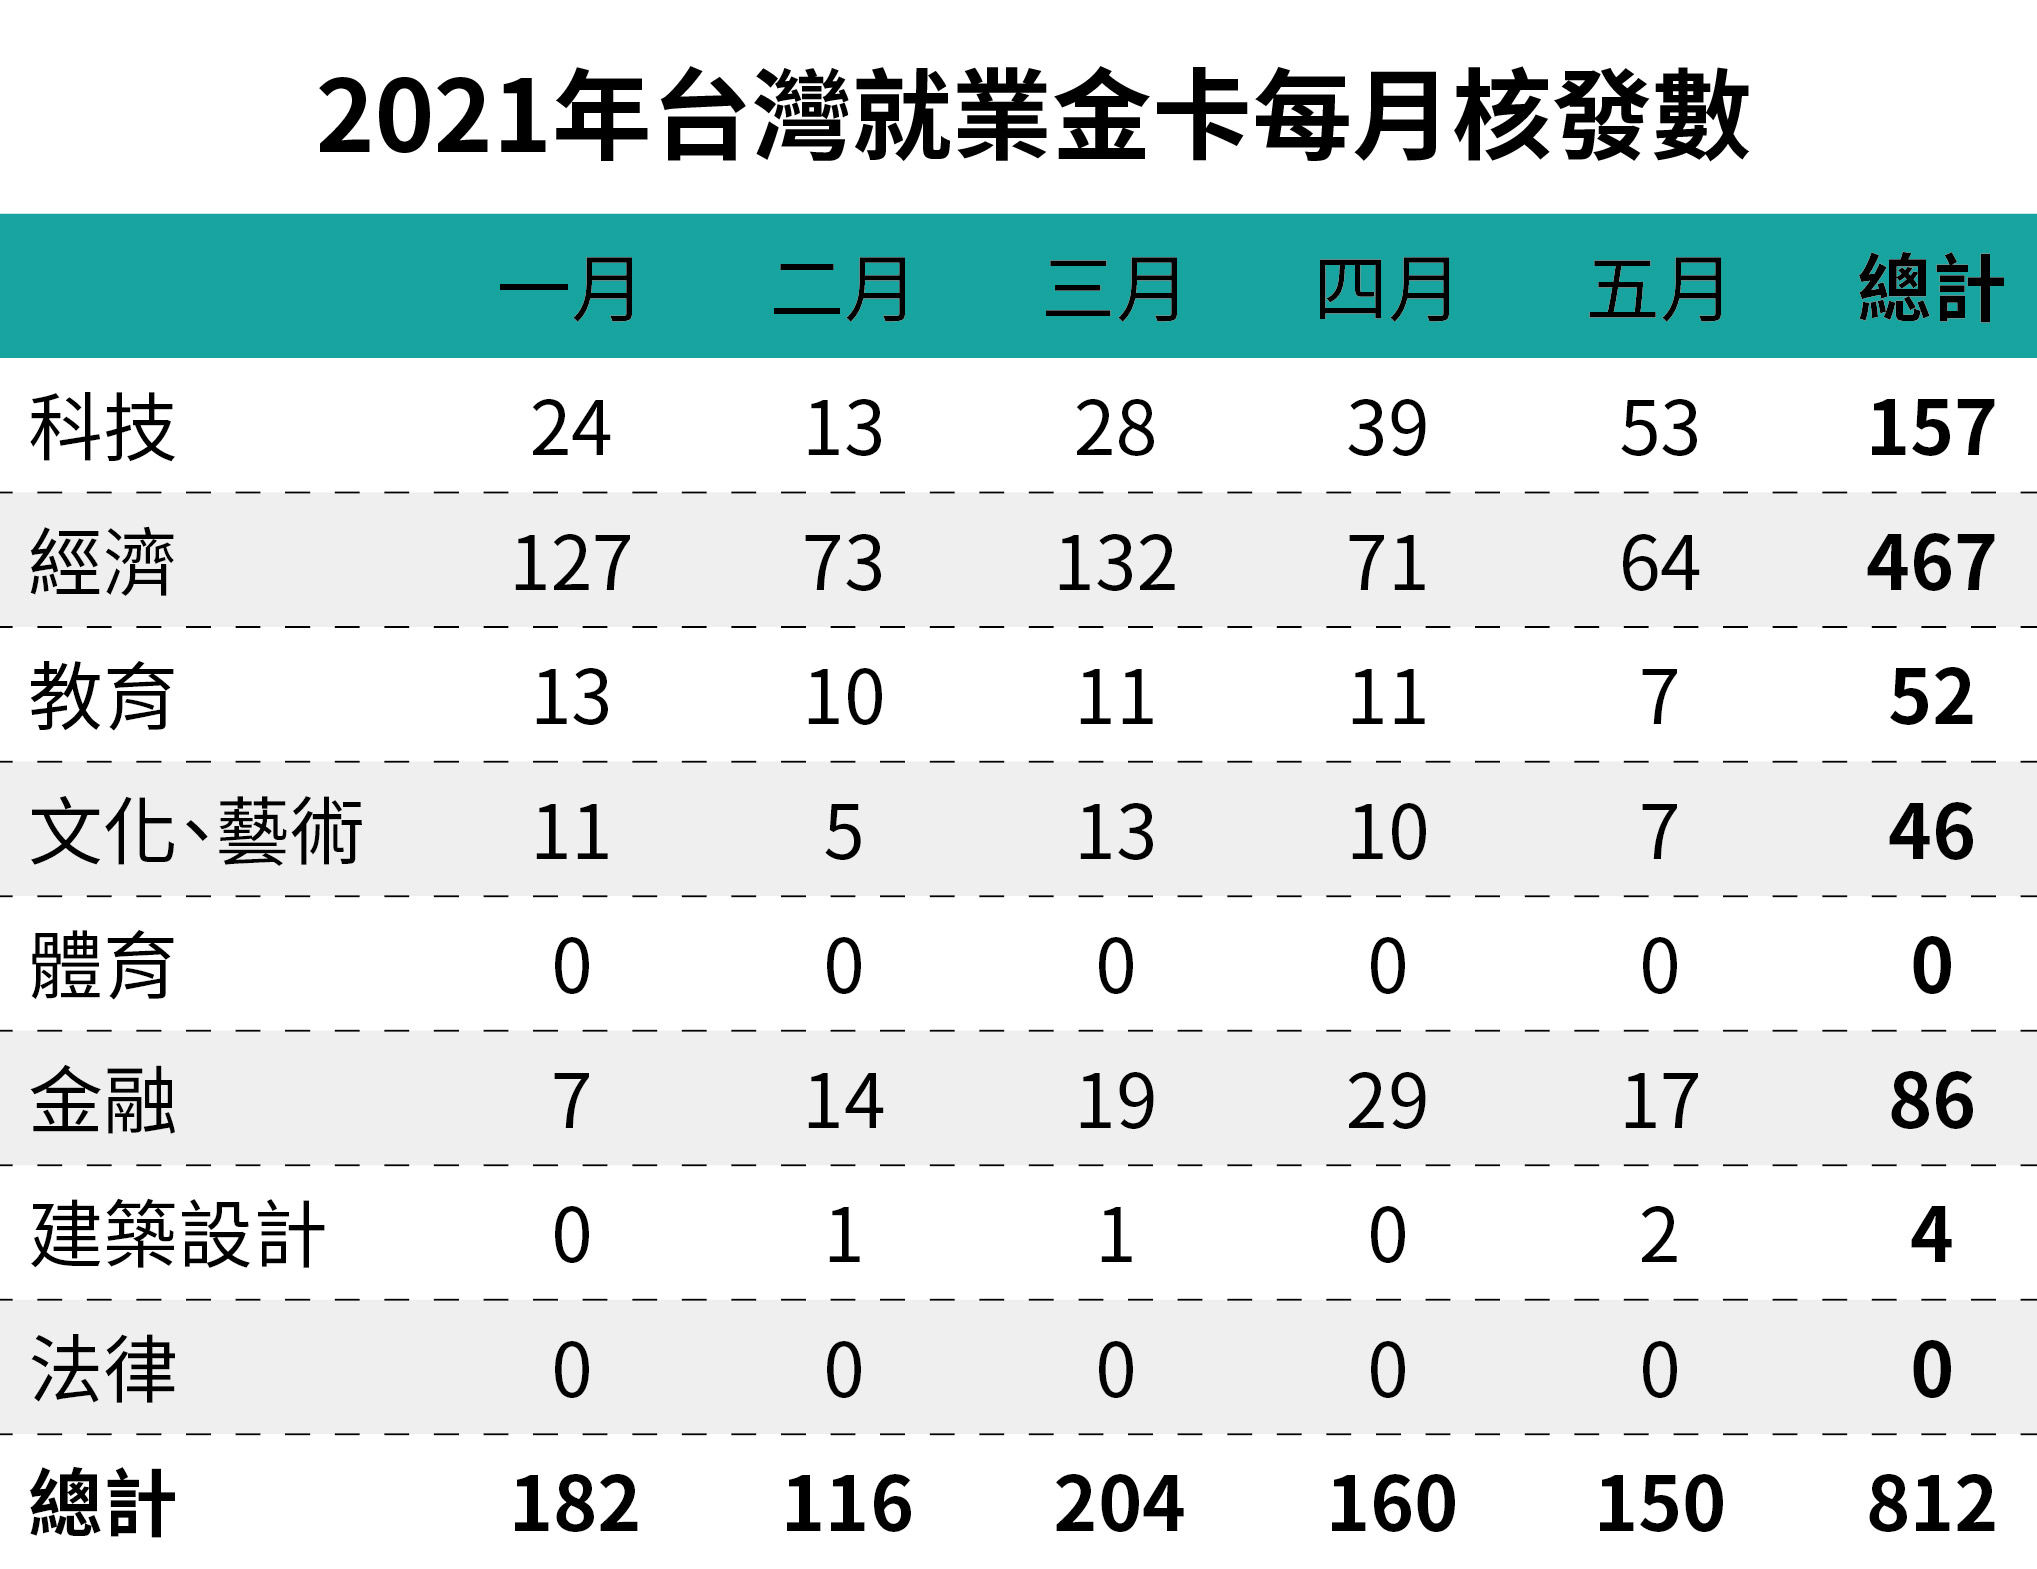 2021年台灣就業金卡每月核發數
一月 二月 三月 四月 五月 總計
科技 24 13 28 39 53 157
經濟 127 73 132 71 64 467
教育 13 10 11 11 7 52
文化、藝術 11 5 13 10 7 46
體育 0 0 0 0 0 0
金融 7 14 19 29 17 86
建築設計 0 1 1 0 2 4
法律 0 0 0 0 0 0
總計 182 116 204 160 150 812